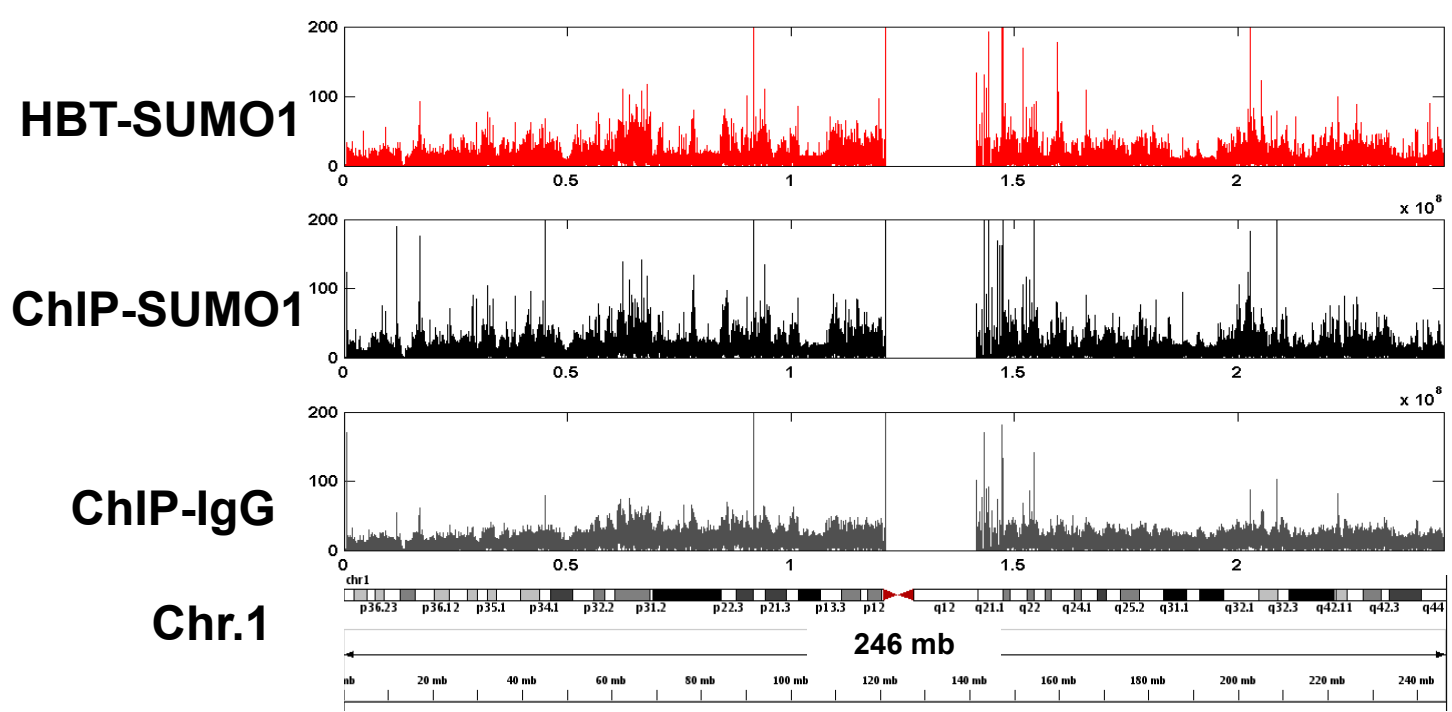 200
100
0
HBT-SUMO1
0 0.5 1 1.5 2
x 10⁸
200
100
0
ChIP-SUMO1
0 0.5 1 1.5 2
x 10⁸
200
100
0
ChIP-IgG
0 0.5 1 1.5 2
chr1
p36.23 p36.12 p35.1 p34.1 p32.2 p31.2 p22.3 p21.3 p13.3 p12 q12 q21.1 q22 q24.1 q25.2 q31.1 q32.1 q32.3 q42.11 q42.3 q44
Chr.1
246 mb
mb 20 mb 40 mb 60 mb 80 mb 100 mb 120 mb 140 mb 160 mb 180 mb 200 mb 220 mb 240 mb